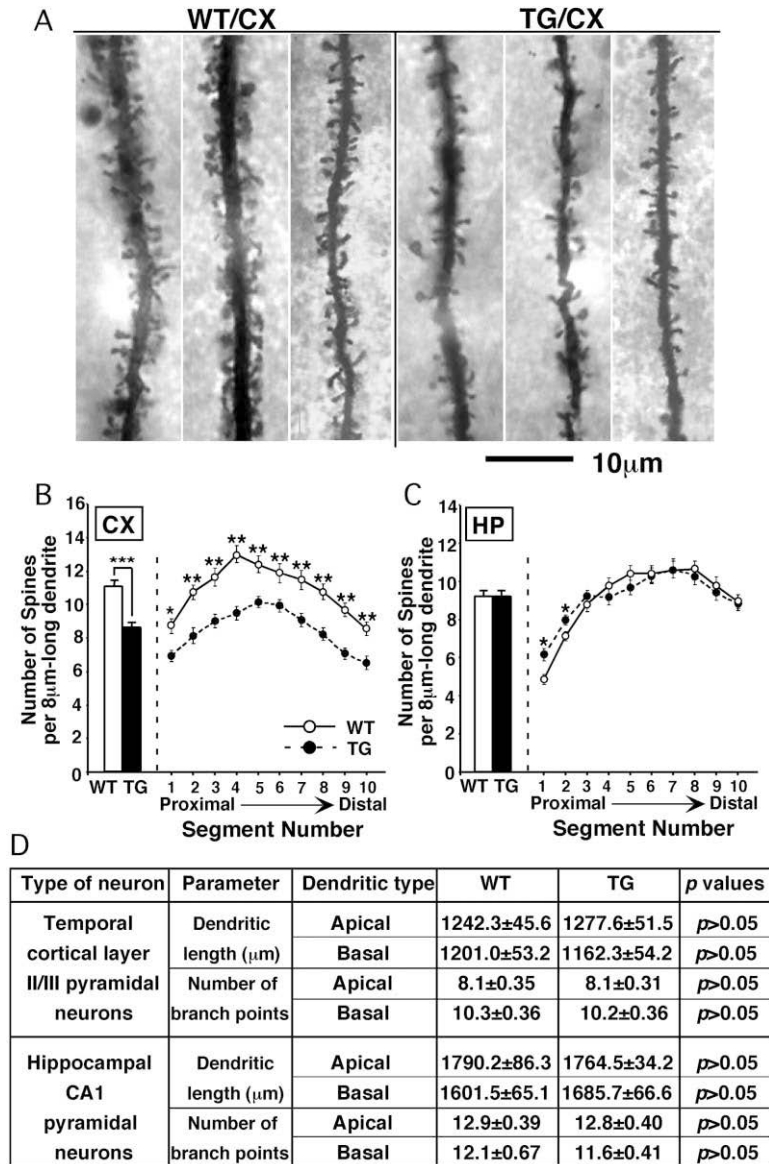 A
WT/CX TG/CX
10μm
B
CX
Number of Spines
per 8μm-long dendrite
16
14
12
10
8
6
4
2
0
***
* ** ** ** ** ** ** ** ** **
WT
TG
WT TG 1 2 3 4 5 6 7 8 9 10
Proximal Distal
Segment Number
C
HP
Number of Spines
per 8μm-long dendrite
14
12
10
8
6
4
2
0
* *
WT TG 1 2 3 4 5 6 7 8 9 10
Proximal Distal
Segment Number
D
Type of neuron Parameter Dendritic type WT TG p values
Temporal Dendritic Apical 1242.3±45.6 1277.6±51.5 p>0.05
cortical layer length (μm) Basal 1201.0±53.2 1162.3±54.2 p>0.05
II/III pyramidal Number of Apical 8.1±0.35 8.1±0.31 p>0.05
neurons branch points Basal 10.3±0.36 10.2±0.36 p>0.05
Hippocampal Dendritic Apical 1790.2±86.3 1764.5±34.2 p>0.05
CA1 length (μm) Basal 1601.5±65.1 1685.7±66.6 p>0.05
pyramidal Number of Apical 12.9±0.39 12.8±0.40 p>0.05
neurons branch points Basal 12.1±0.67 11.6±0.41 p>0.05